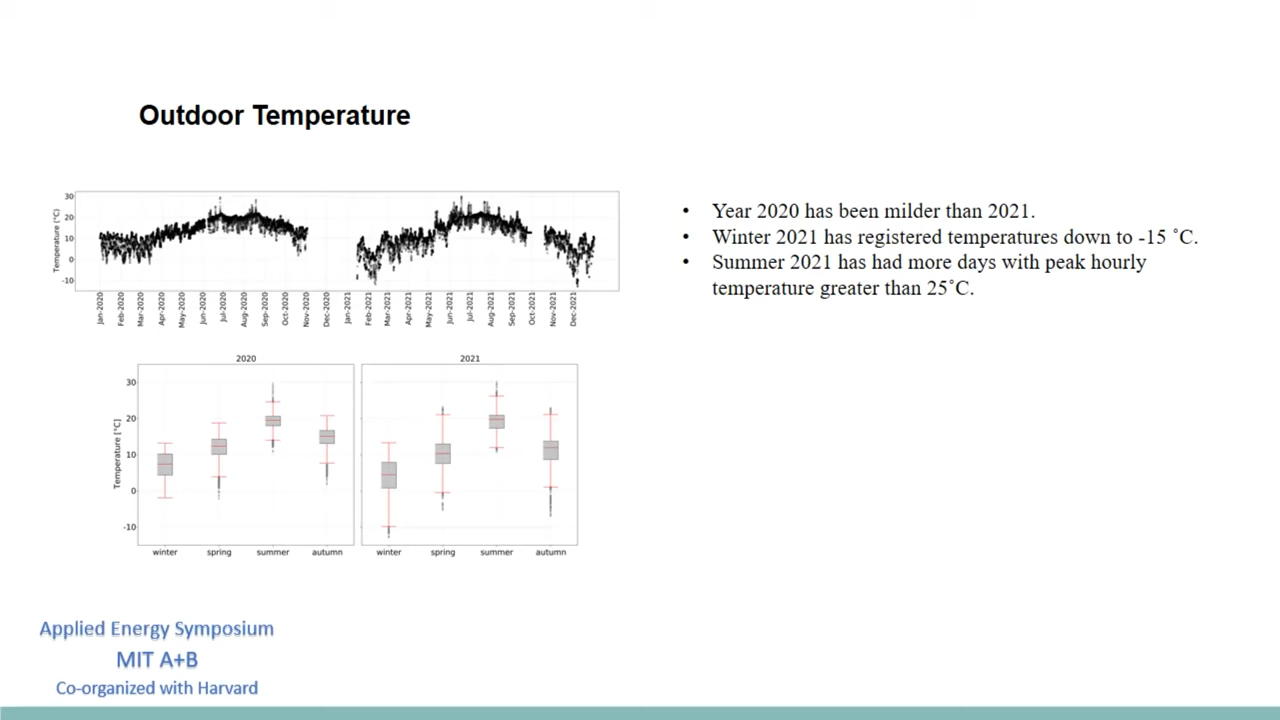 Outdoor Temperature
30
20
10
0
-10
Temperature (°C)
Jan-2020
Feb-2020
Mar-2020
Apr-2020
May-2020
Jun-2020
Jul-2020
Aug-2020
Sep-2020
Oct-2020
Nov-2020
Dec-2020
Jan-2021
Feb-2021
Mar-2021
Apr-2021
May-2021
Jun-2021
Jul-2021
Aug-2021
Sep-2021
Oct-2021
Nov-2021
Dec-2021
• Year 2020 has been milder than 2021.
• Winter 2021 has registered temperatures down to -15 ˚C.
• Summer 2021 has had more days with peak hourly
temperature greater than 25˚C.
2020
2021
30
20
10
0
-10
Temperature [°C]
winter spring summer autumn
winter spring summer autumn
Applied Energy Symposium
MIT A+B
Co-organized with Harvard